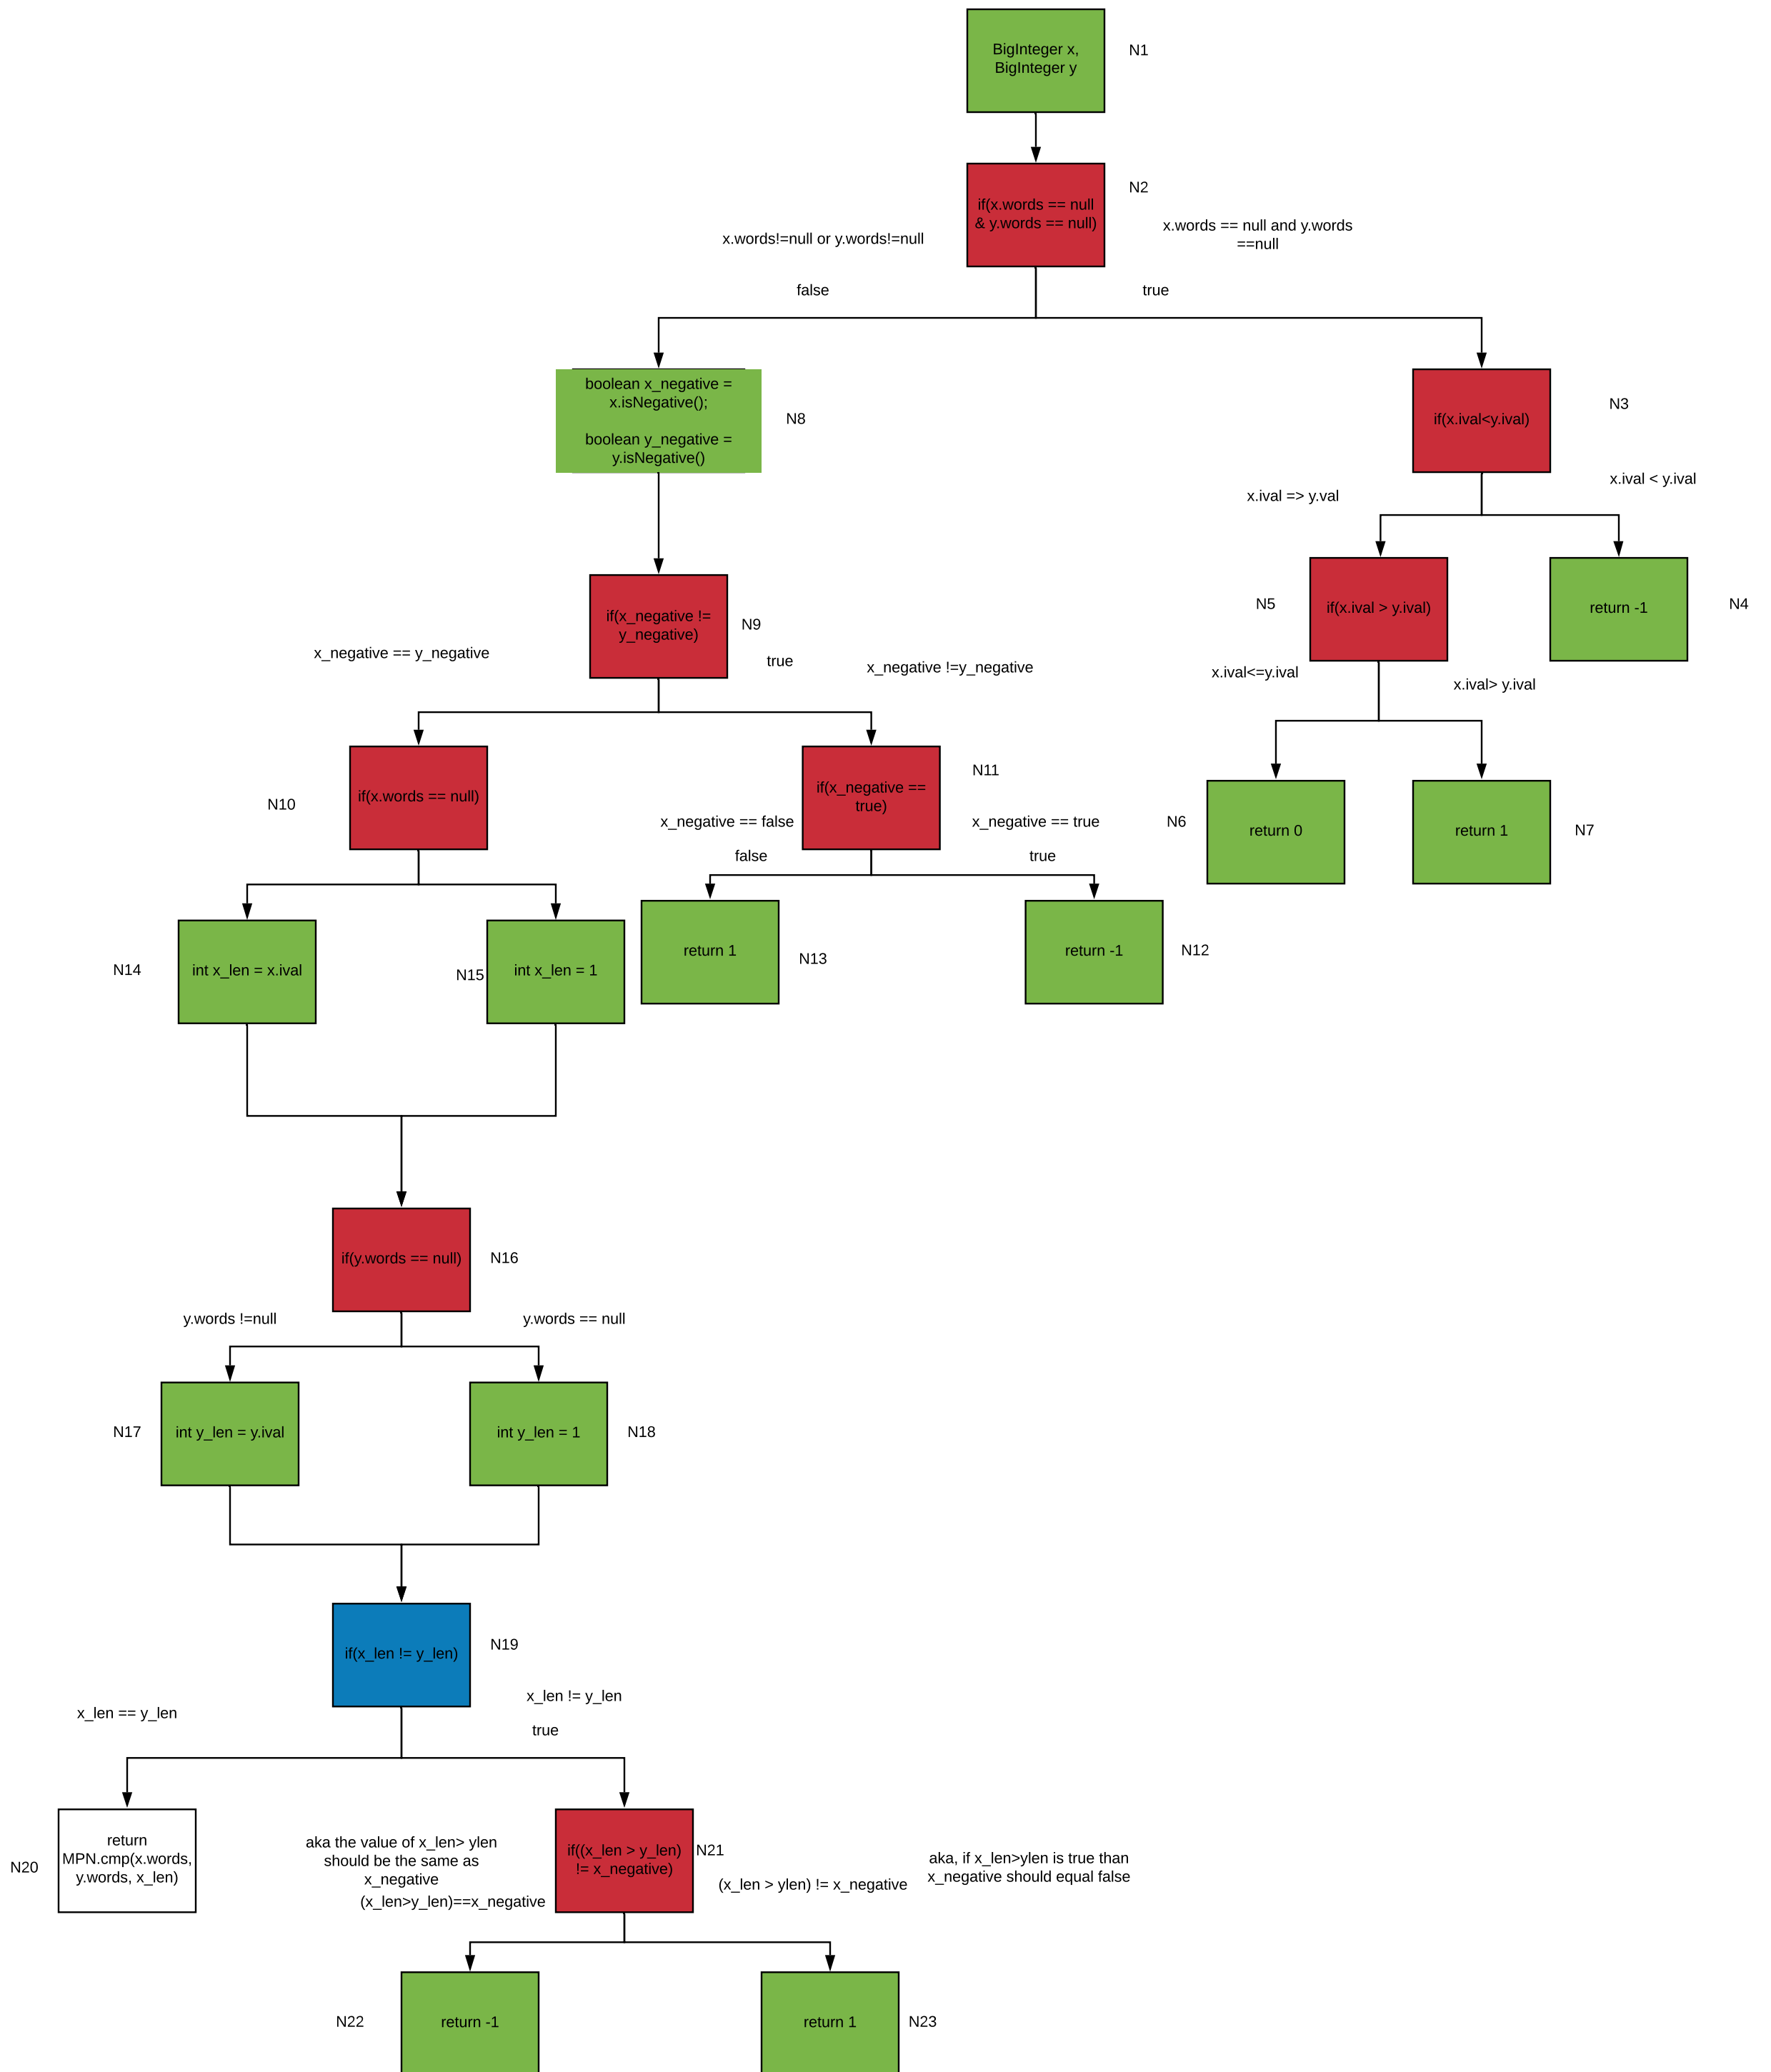 BigInteger x,
BigInteger y
N1
if(x.words == null
& y.words == null)
N2
x.words!=null or y.words!=null
x.words == null and y.words
==null
false
true
boolean x_negative =
x.isNegative();
boolean y_negative =
y.isNegative()
N8
if(x.ival<y.ival)
N3
x.ival => y.val
x.ival < y.ival
N5
if(x.ival > y.ival)
return -1
N4
if(x_negative !=
y_negative)
N9
x_negative == y_negative
true
x_negative !=y_negative
x.ival<=y.ival
x.ival> y.ival
N10
if(x.words == null)
if(x_negative ==
true)
N11
x_negative == false
x_negative == true
false
true
N6
return 0
return 1
N7
N14
int x_len = x.ival
N15
int x_len = 1
return 1
N13
return -1
N12
if(y.words == null)
N16
y.words !=null
y.words == null
N17
int y_len = y.ival
int y_len = 1
N18
if(x_len != y_len)
N19
x_len == y_len
x_len != y_len
true
N20
return
MPN.cmp(x.words,
y.words, x_len)
aka the value of x_len> ylen
should be the same as
x_negative
(x_len>y_len)==x_negative
if((x_len > y_len)
!= x_negative)
N21
(x_len > ylen) != x_negative
aka, if x_len>ylen is true than
x_negative should equal false
N22
return -1
return 1
N23